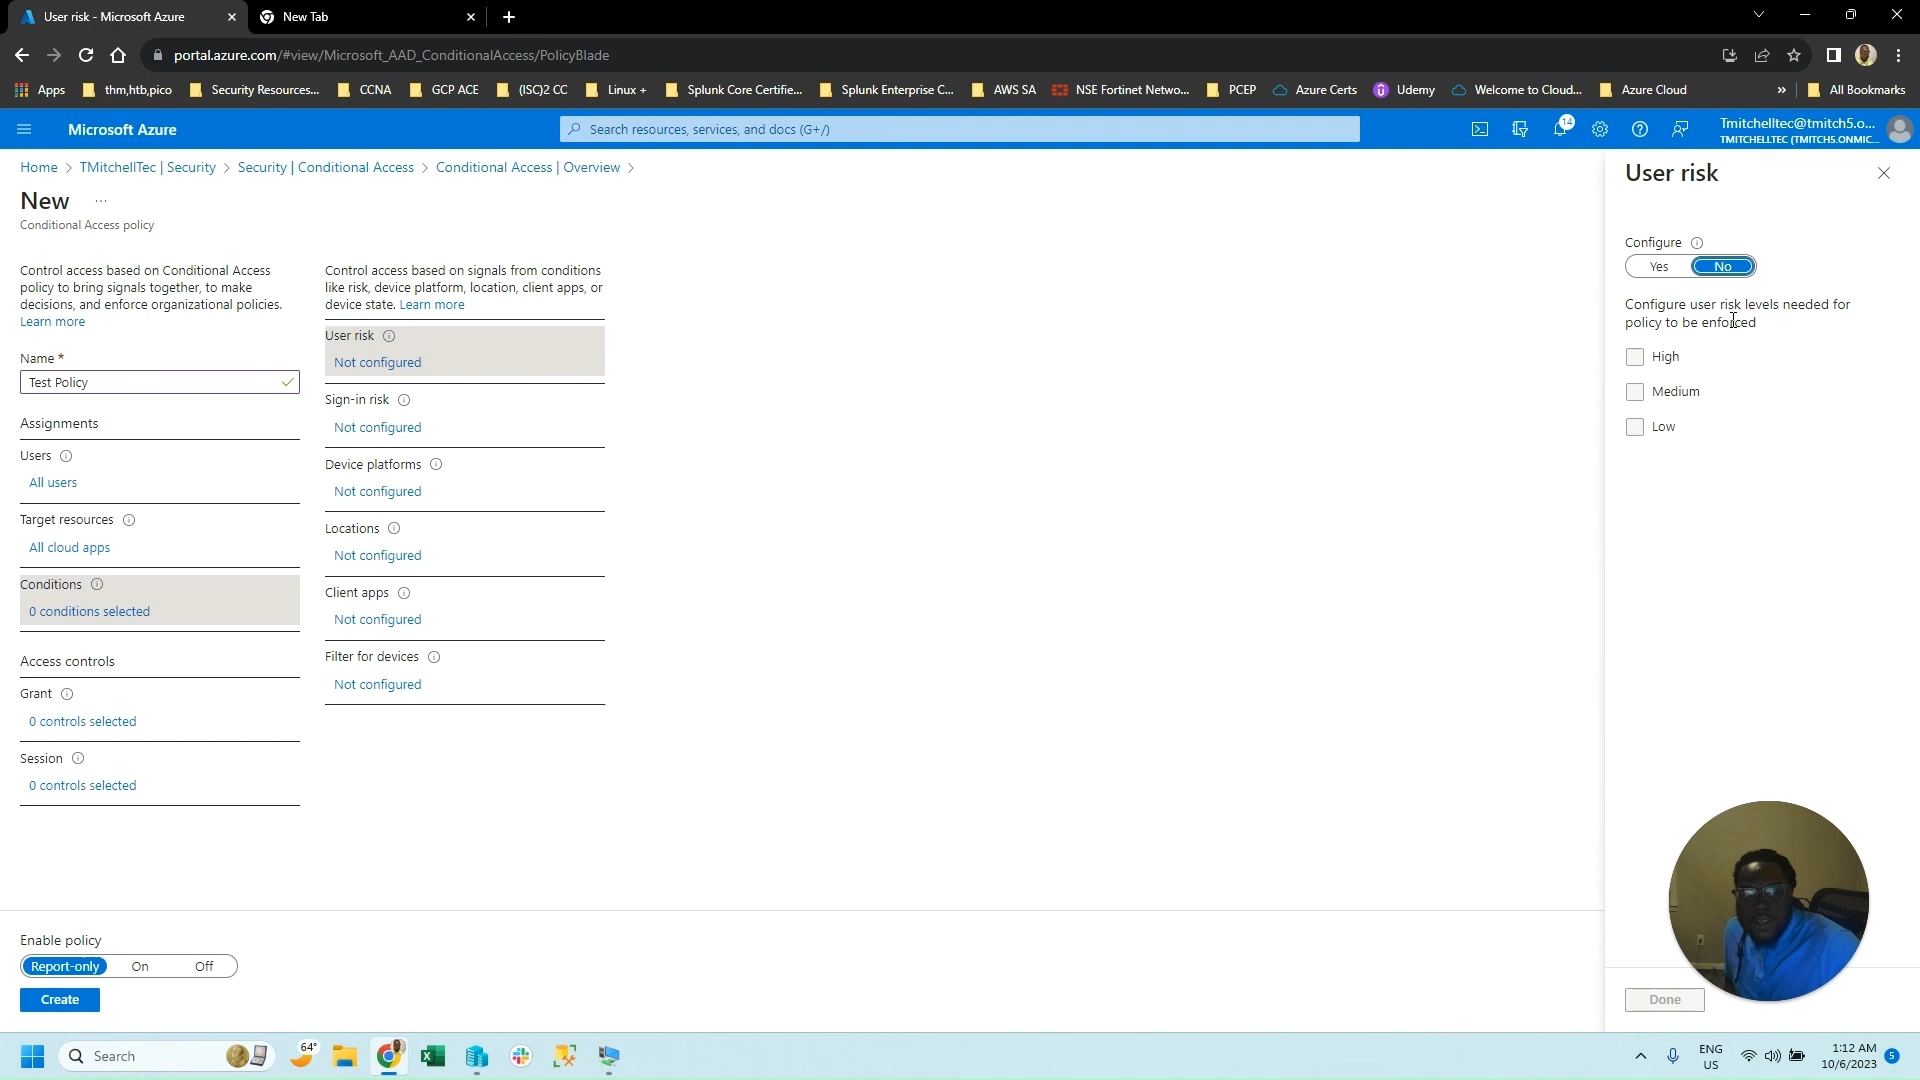 User risk - Microsoft Azure
New Tab
portal.azure.com/#view/Microsoft_AAD_ConditionalAccess/PolicyBlade
Apps
thm,htb,pico
Security Resources...
CCNA
GCP ACE
(ISC)2 CC
Linux +
Splunk Core Certifie...
Splunk Enterprise C...
AWS SA
NSE Fortinet Netwo...
PCEP
Azure Certs
Udemy
Welcome to Cloud...
Azure Cloud
»
All Bookmarks
Microsoft Azure
Search resources, services, and docs (G+/)
14
Tmitchelltec@tmitch5.o...
TMITCHELLTEC (TMITCH5.ONMIC...
Home > TMitchellTec | Security > Security | Conditional Access > Conditional Access | Overview >
New ...
Conditional Access policy
Control access based on Conditional Access
policy to bring signals together, to make
decisions, and enforce organizational policies.
Learn more
Name *
Test Policy
Assignments
Users
All users
Target resources
All cloud apps
Conditions
0 conditions selected
Access controls
Grant
0 controls selected
Session
0 controls selected
Control access based on signals from conditions
like risk, device platform, location, client apps, or
device state. Learn more
User risk
Not configured
Sign-in risk
Not configured
Device platforms
Not configured
Locations
Not configured
Client apps
Not configured
Filter for devices
Not configured
Enable policy
Report-only On Off
Create
User risk
Configure
Yes No
Configure user risk levels needed for
policy to be enforced
High
Medium
Low
Done
Search
64°
ENG
US
1:12 AM
10/6/2023
5